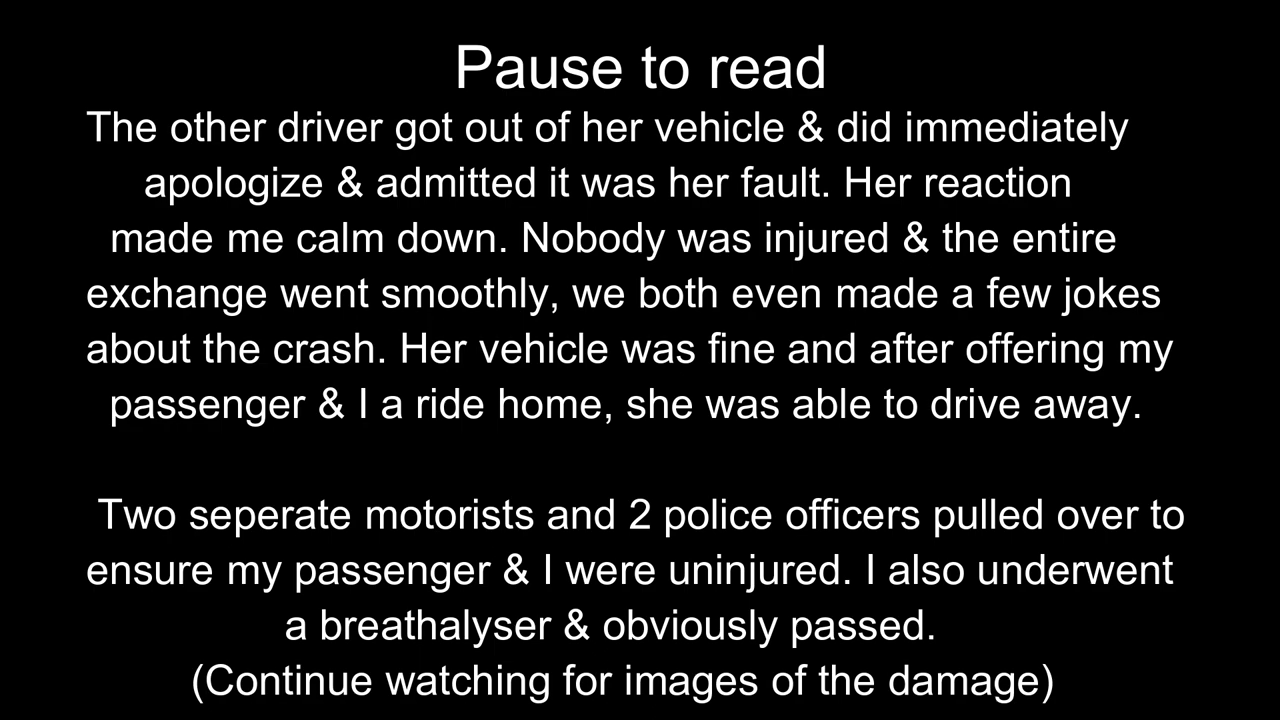 Pause to read
The other driver got out of her vehicle & did immediately
apologize & admitted it was her fault. Her reaction
made me calm down. Nobody was injured & the entire
exchange went smoothly, we both even made a few jokes
about the crash. Her vehicle was fine and after offering my
passenger & I a ride home, she was able to drive away.
Two seperate motorists and 2 police officers pulled over to
ensure my passenger & I were uninjured. I also underwent
a breathalyser & obviously passed.
(Continue watching for images of the damage)